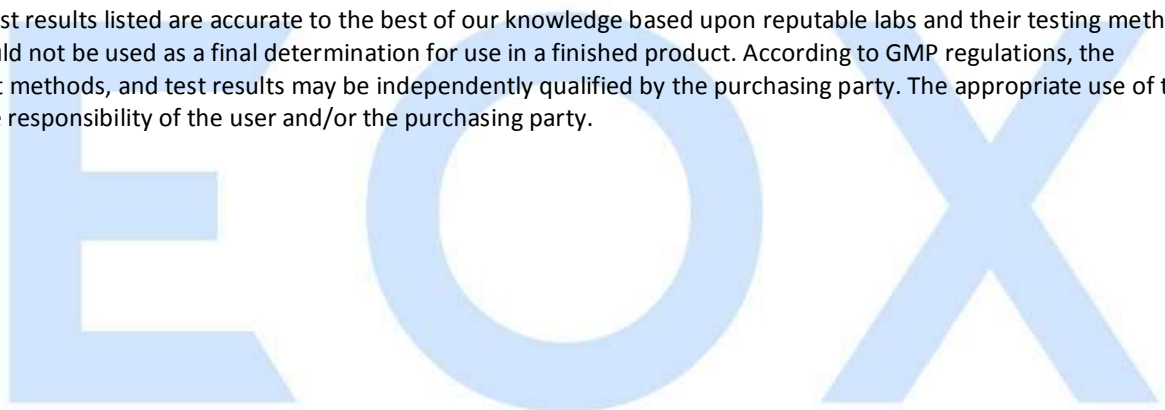 st results listed are accurate to the best of our knowledge based upon reputable labs and their testing meth
uld not be used as a final determination for use in a finished product. According to GMP regulations, the
t methods, and test results may be independently qualified by the purchasing party. The appropriate use of t
e responsibility of the user and/or the purchasing party.
EOX